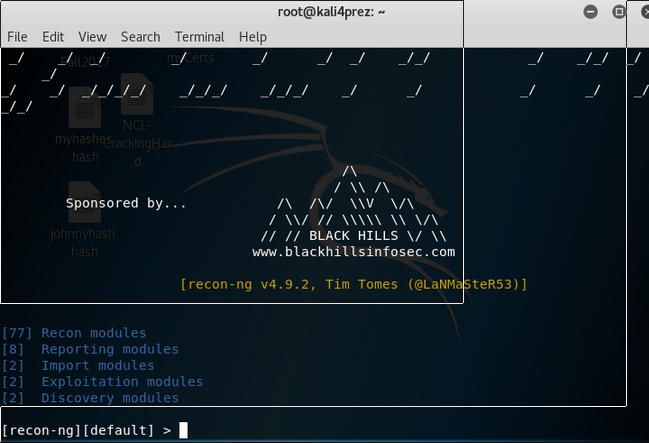 root@kali4prez: ~
File Edit View Search Terminal Help
_/ _/ _/ _/ _/ _/ _/ _/_/ _/ _/_/ _/
_/
_/ _/ _/_/_/_/ _/_/_/ _/_/_/ _/ _/ _/ _/ _/
_/_/
myCerts
Fall2017
NCL-
CrackingHar
d
myhashes
hash
johnnyhash.
hash
/\
/ \\ /\
Sponsored by... /\ /\/ \\V \/\
/ \\/ // \\\\\ \\ \/\
// // BLACK HILLS \/ \\
www.blackhillsinfosec.com
[recon-ng v4.9.2, Tim Tomes (@LaNMaSteR53)]
[77] Recon modules
[8] Reporting modules
[2] Import modules
[2] Exploitation modules
[2] Discovery modules
[recon-ng][default] >